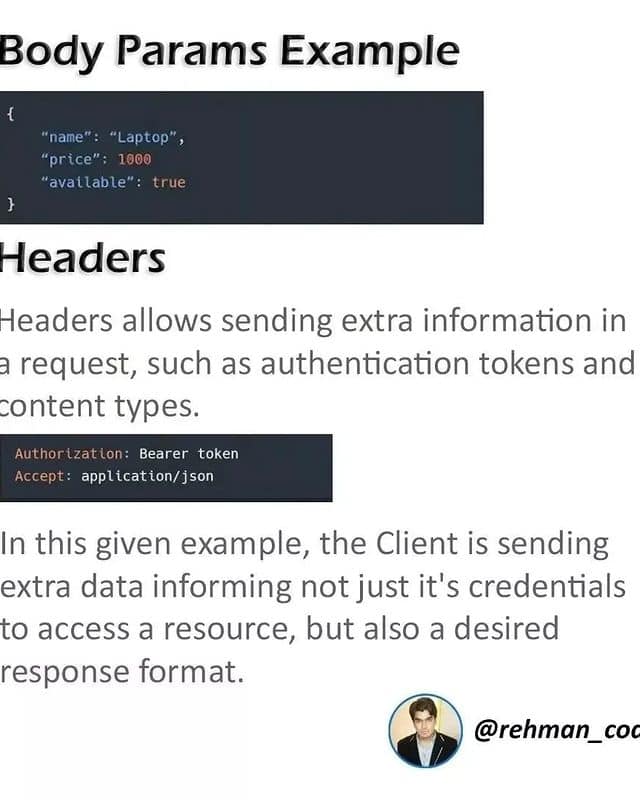 Body Params Example
{
"name": "Laptop",
"price": 1000
"available": true
}
Headers
Headers allows sending extra information in
a request, such as authentication tokens and
content types.
Authorization: Bearer token
Accept: application/json
In this given example, the Client is sending
extra data informing not just it's credentials
to access a resource, but also a desired
response format.
@rehman_cod